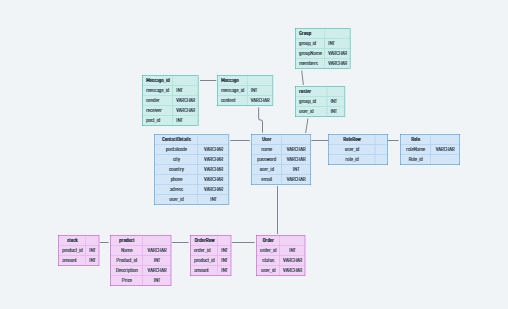 Group
group_id INT
groupName VARCHAR
members VARCHAR
Message_id
message_id INT
sender VARCHAR
receiver VARCHAR
post_id INT
Message
message_id INT
content VARCHAR
group_id INT
user_id INT
ContactDetails
postalcode VARCHAR
city VARCHAR
country VARCHAR
phone VARCHAR
adress VARCHAR
user_id INT
User
name VARCHAR
password VARCHAR
user_id INT
email VARCHAR
RoleRow
user_id
role_id
Role
roleName VARCHAR
Role_id
stock
product_id INT
amount INT
product
Name VARCHAR
Product_id INT
Description VARCHAR
Price INT
OrderRow
order_id INT
product_id INT
amount INT
Order
order_id INT
status VARCHAR
user_id VARCHAR